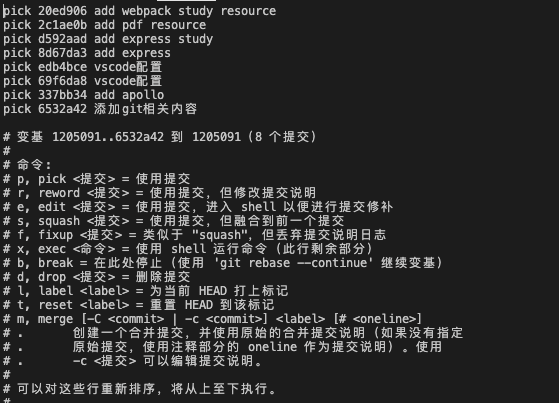 pick 20ed906 add webpack study resource
pick 2c1ae0b add pdf resource
pick d592aad add express study
pick 8d67da3 add express
pick edb4bce vscode配置
pick 69f6da8 vscode配置
pick 337bb34 add apollo
pick 6532a42 添加git相关内容
# 变基 1205091..6532a42 到 1205091（8 个提交）
#
# 命令:
# p, pick <提交> = 使用提交
# r, reword <提交> = 使用提交，但修改提交说明
# e, edit <提交> = 使用提交，进入 shell 以便进行提交修补
# s, squash <提交> = 使用提交，但融合到前一个提交
# f, fixup <提交> = 类似于 "squash"，但丢弃提交说明日志
# x, exec <命令> = 使用 shell 运行命令（此行剩余部分）
# b, break = 在此处停止（使用 'git rebase --continue' 继续变基）
# d, drop <提交> = 删除提交
# l, label <label> = 为当前 HEAD 打上标记
# t, reset <label> = 重置 HEAD 到该标记
# m, merge [-C <commit> | -c <commit>] <label> [# <oneline>]
# .       创建一个合并提交，并使用原始的合并提交说明（如果没有指定
# .       原始提交，使用注释部分的 oneline 作为提交说明）。使用
# .       -c <提交> 可以编辑提交说明。
#
# 可以对这些行重新排序，将从上至下执行。
#